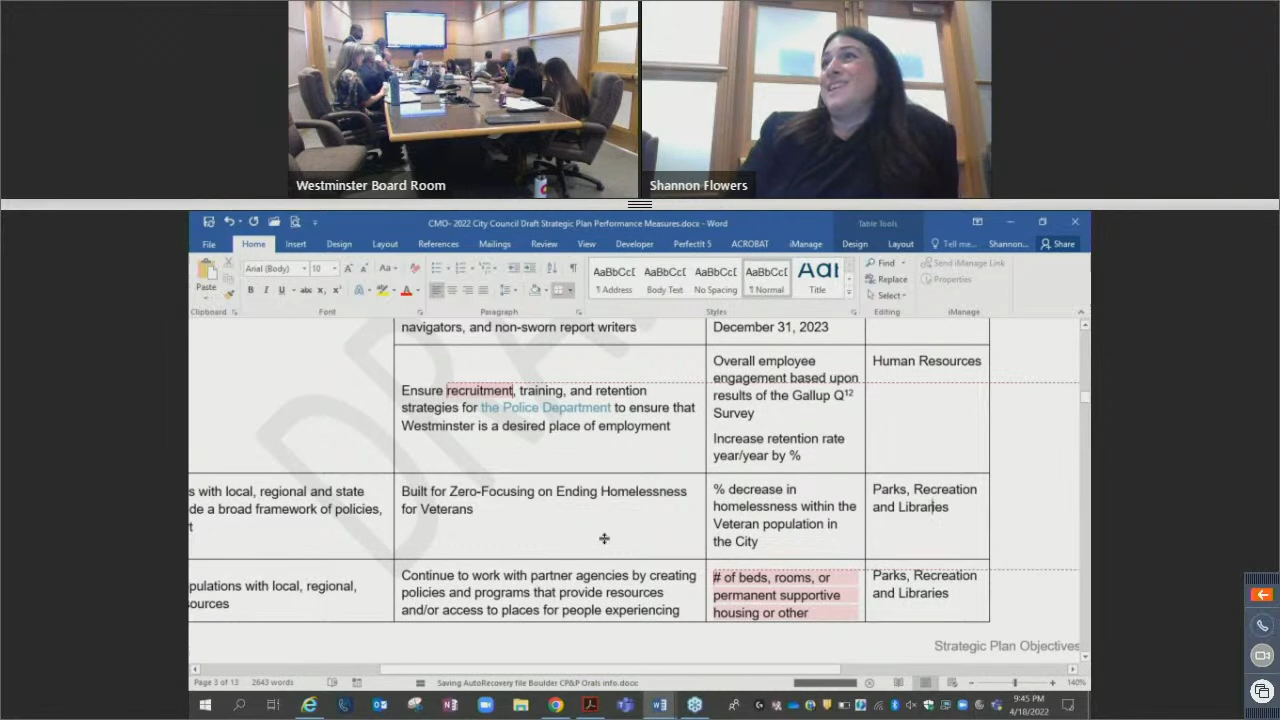 Westminster Board Room
Shannon Flowers
CMO- 2022 City Council Draft Strategic Plan Performance Measures.docx - Word
Table Tools
File Home Insert Design Layout References Mailings Review View Developer PerfectIt 5 ACROBAT iManage Design Layout Tell me... Shannon... Share
Paste
Arial (Body) 10
AaBbCcI AaBbCcI AaBbCcI AaBbCcI AaI
¶ Address Body Text No Spacing ¶ Normal Title
Find
Replace
Select
Send iManage Link
Properties
Clipboard Font Paragraph Styles Editing iManage
navigators, and non-sworn report writers
December 31, 2023
Ensure recruitment, training, and retention
strategies for the Police Department to ensure that
Westminster is a desired place of employment
Overall employee
engagement based upon
results of the Gallup Q12
Survey
Increase retention rate
year/year by %
Human Resources
s with local, regional and state
de a broad framework of policies,
rt
Built for Zero-Focusing on Ending Homelessness
for Veterans
% decrease in
homelessness within the
Veteran population in
the City
Parks, Recreation
and Libraries
pulations with local, regional,
sources
Continue to work with partner agencies by creating
policies and programs that provide resources
and/or access to places for people experiencing
# of beds, rooms, or
permanent supportive
housing or other
Parks, Recreation
and Libraries
Strategic Plan Objectives
Page 3 of 13 2643 words Saving AutoRecovery file Boulder CP&P Orals info.docx 140%
9:45 PM
4/18/2022